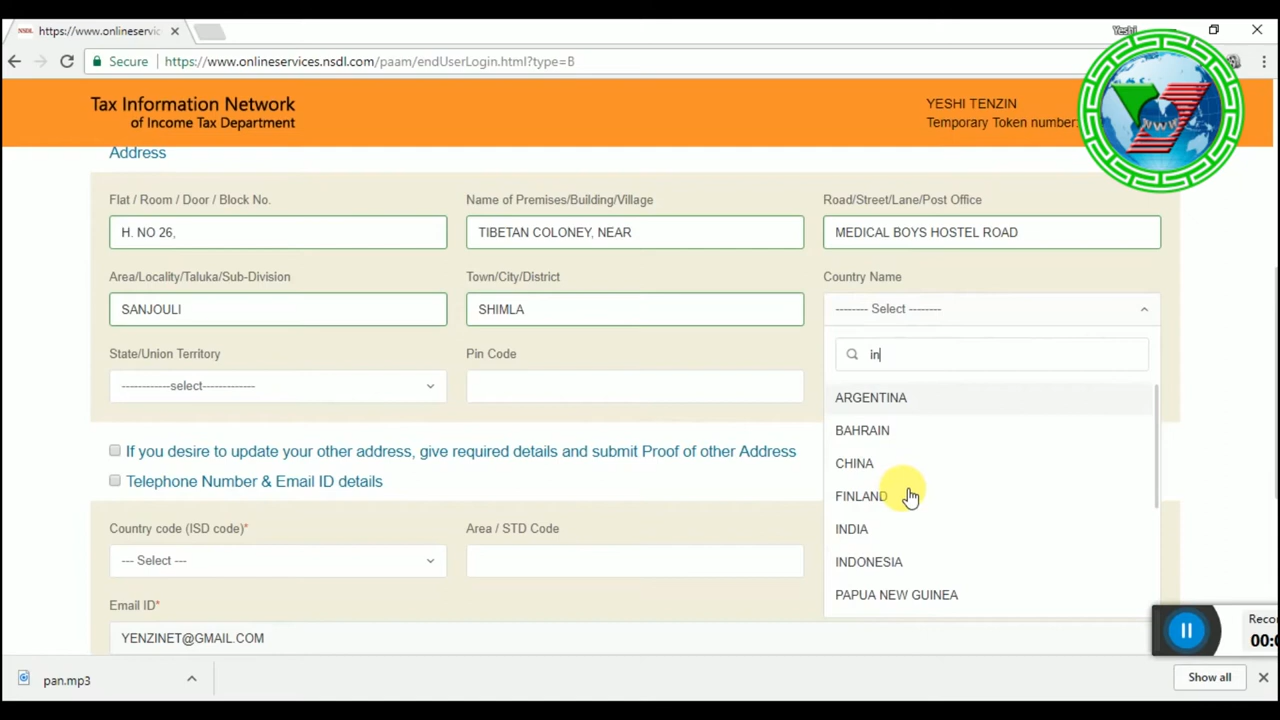 Yeshi
https://www.onlineservic
Secure
https://www.onlineservices.nsdl.com/paam/endUserLogin.html?type=B
Tax Information Network
of Income Tax Department
YESHI TENZIN
Temporary Token number:
WWW
Address
Flat / Room / Door / Block No.
Name of Premises/Building/Village
Road/Street/Lane/Post Office
H. NO 26,
TIBETAN COLONEY, NEAR
MEDICAL BOYS HOSTEL ROAD
Area/Locality/Taluka/Sub-Division
Town/City/District
Country Name
SANJOULI
SHIMLA
-------- Select --------
State/Union Territory
Pin Code
in
------------select-------------
ARGENTINA
BAHRAIN
CHINA
FINLAND
INDIA
INDONESIA
PAPUA NEW GUINEA
If you desire to update your other address, give required details and submit Proof of other Address
Telephone Number & Email ID details
Country code (ISD code)*
Area / STD Code
--- Select ---
Email ID*
YENZINET@GMAIL.COM
Reco
00:0
pan.mp3
Show all